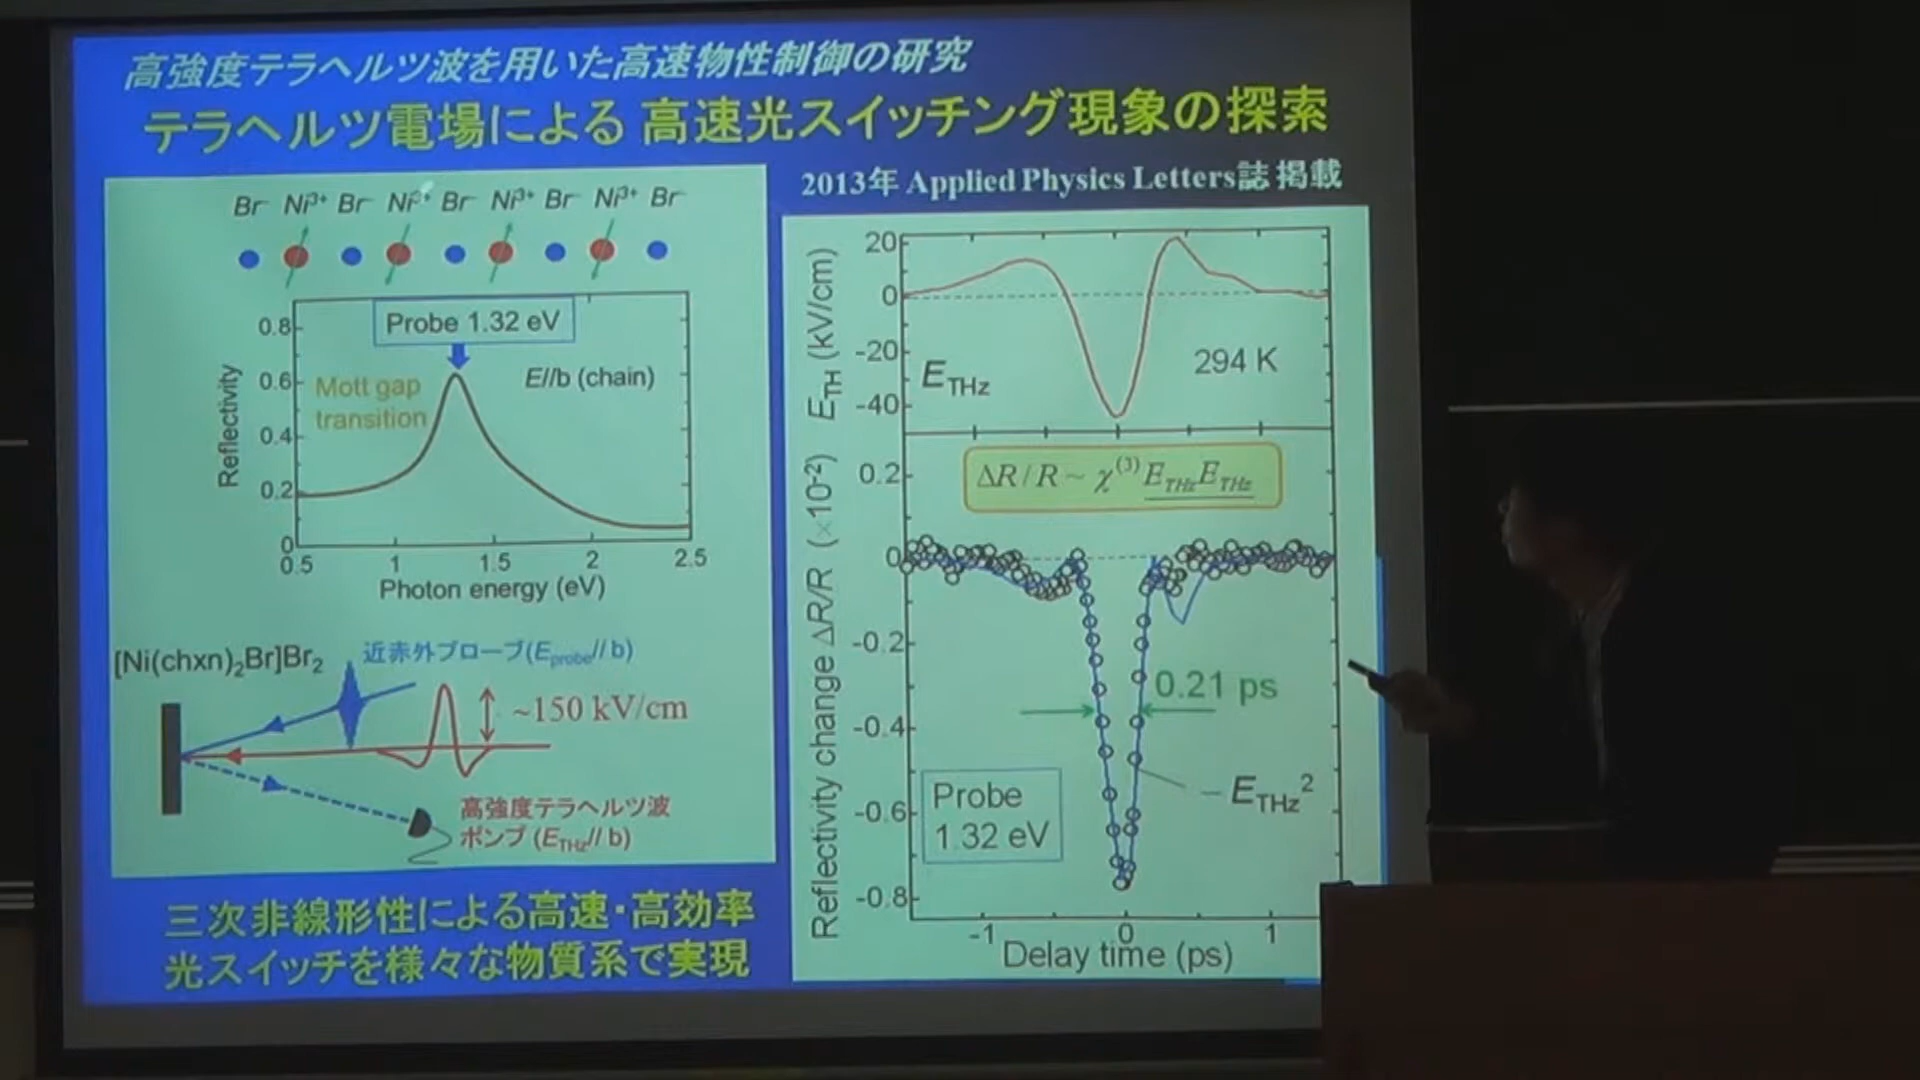 高強度テラヘルツ波を用いた高速物性制御の研究
テラヘルツ電場による 高速光スイッチング現象の探索
2013年 Applied Physics Letters誌 掲載
Br⁻ Ni³⁺ Br⁻ Ni³⁺ Br⁻ Ni³⁺ Br⁻ Ni³⁺ Br⁻
Probe 1.32 eV
Mott gap
transition
E//b (chain)
Reflectivity
0.8
0.6
0.4
0.2
0
0.5 1 1.5 2 2.5
Photon energy (eV)
[Ni(chxn)₂Br]Br₂
近赤外プローブ(Eprobe// b)
~150 kV/cm
高強度テラヘルツ波
ポンプ (ETHz// b)
三次非線形性による高速・高効率
光スイッチを様々な物質系で実現
ETH (kV/cm)
20
0
-20
-40
ETHz
294 K
ΔR / R ~ χ⁽³⁾ETHzETHz
Reflectivity change ΔR/R (×10⁻²)
0.2
0
-0.2
-0.4
-0.6
-0.8
0.21 ps
ETHz²
Probe
1.32 eV
-1 0 1
Delay time (ps)